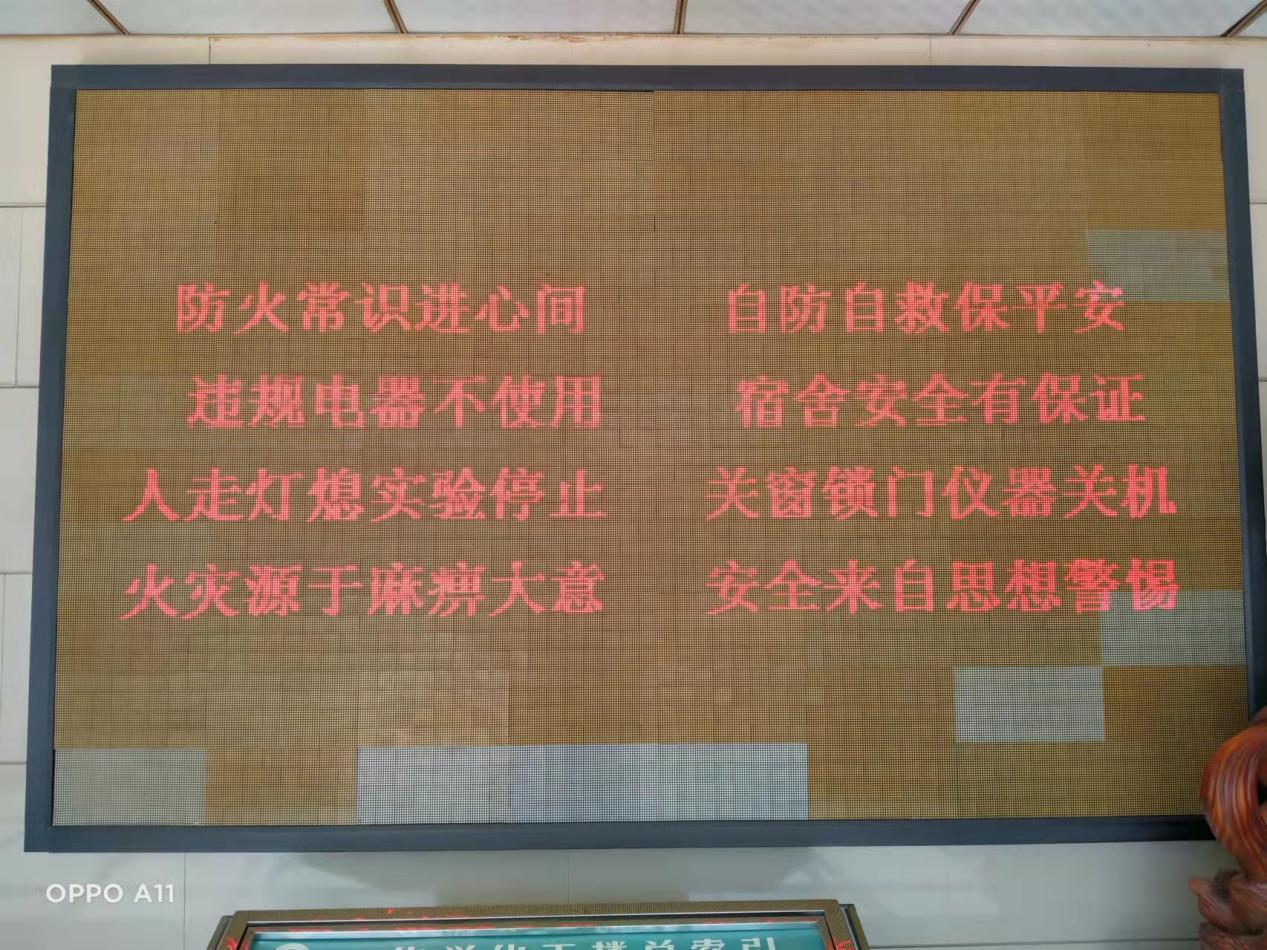 防火常识进心间 自防自救保平安
违规电器不使用 宿舍安全有保证
人走灯熄实验停止 关窗锁门仪器关机
火灾源于麻痹大意 安全来自思想警惕
OPPO A11